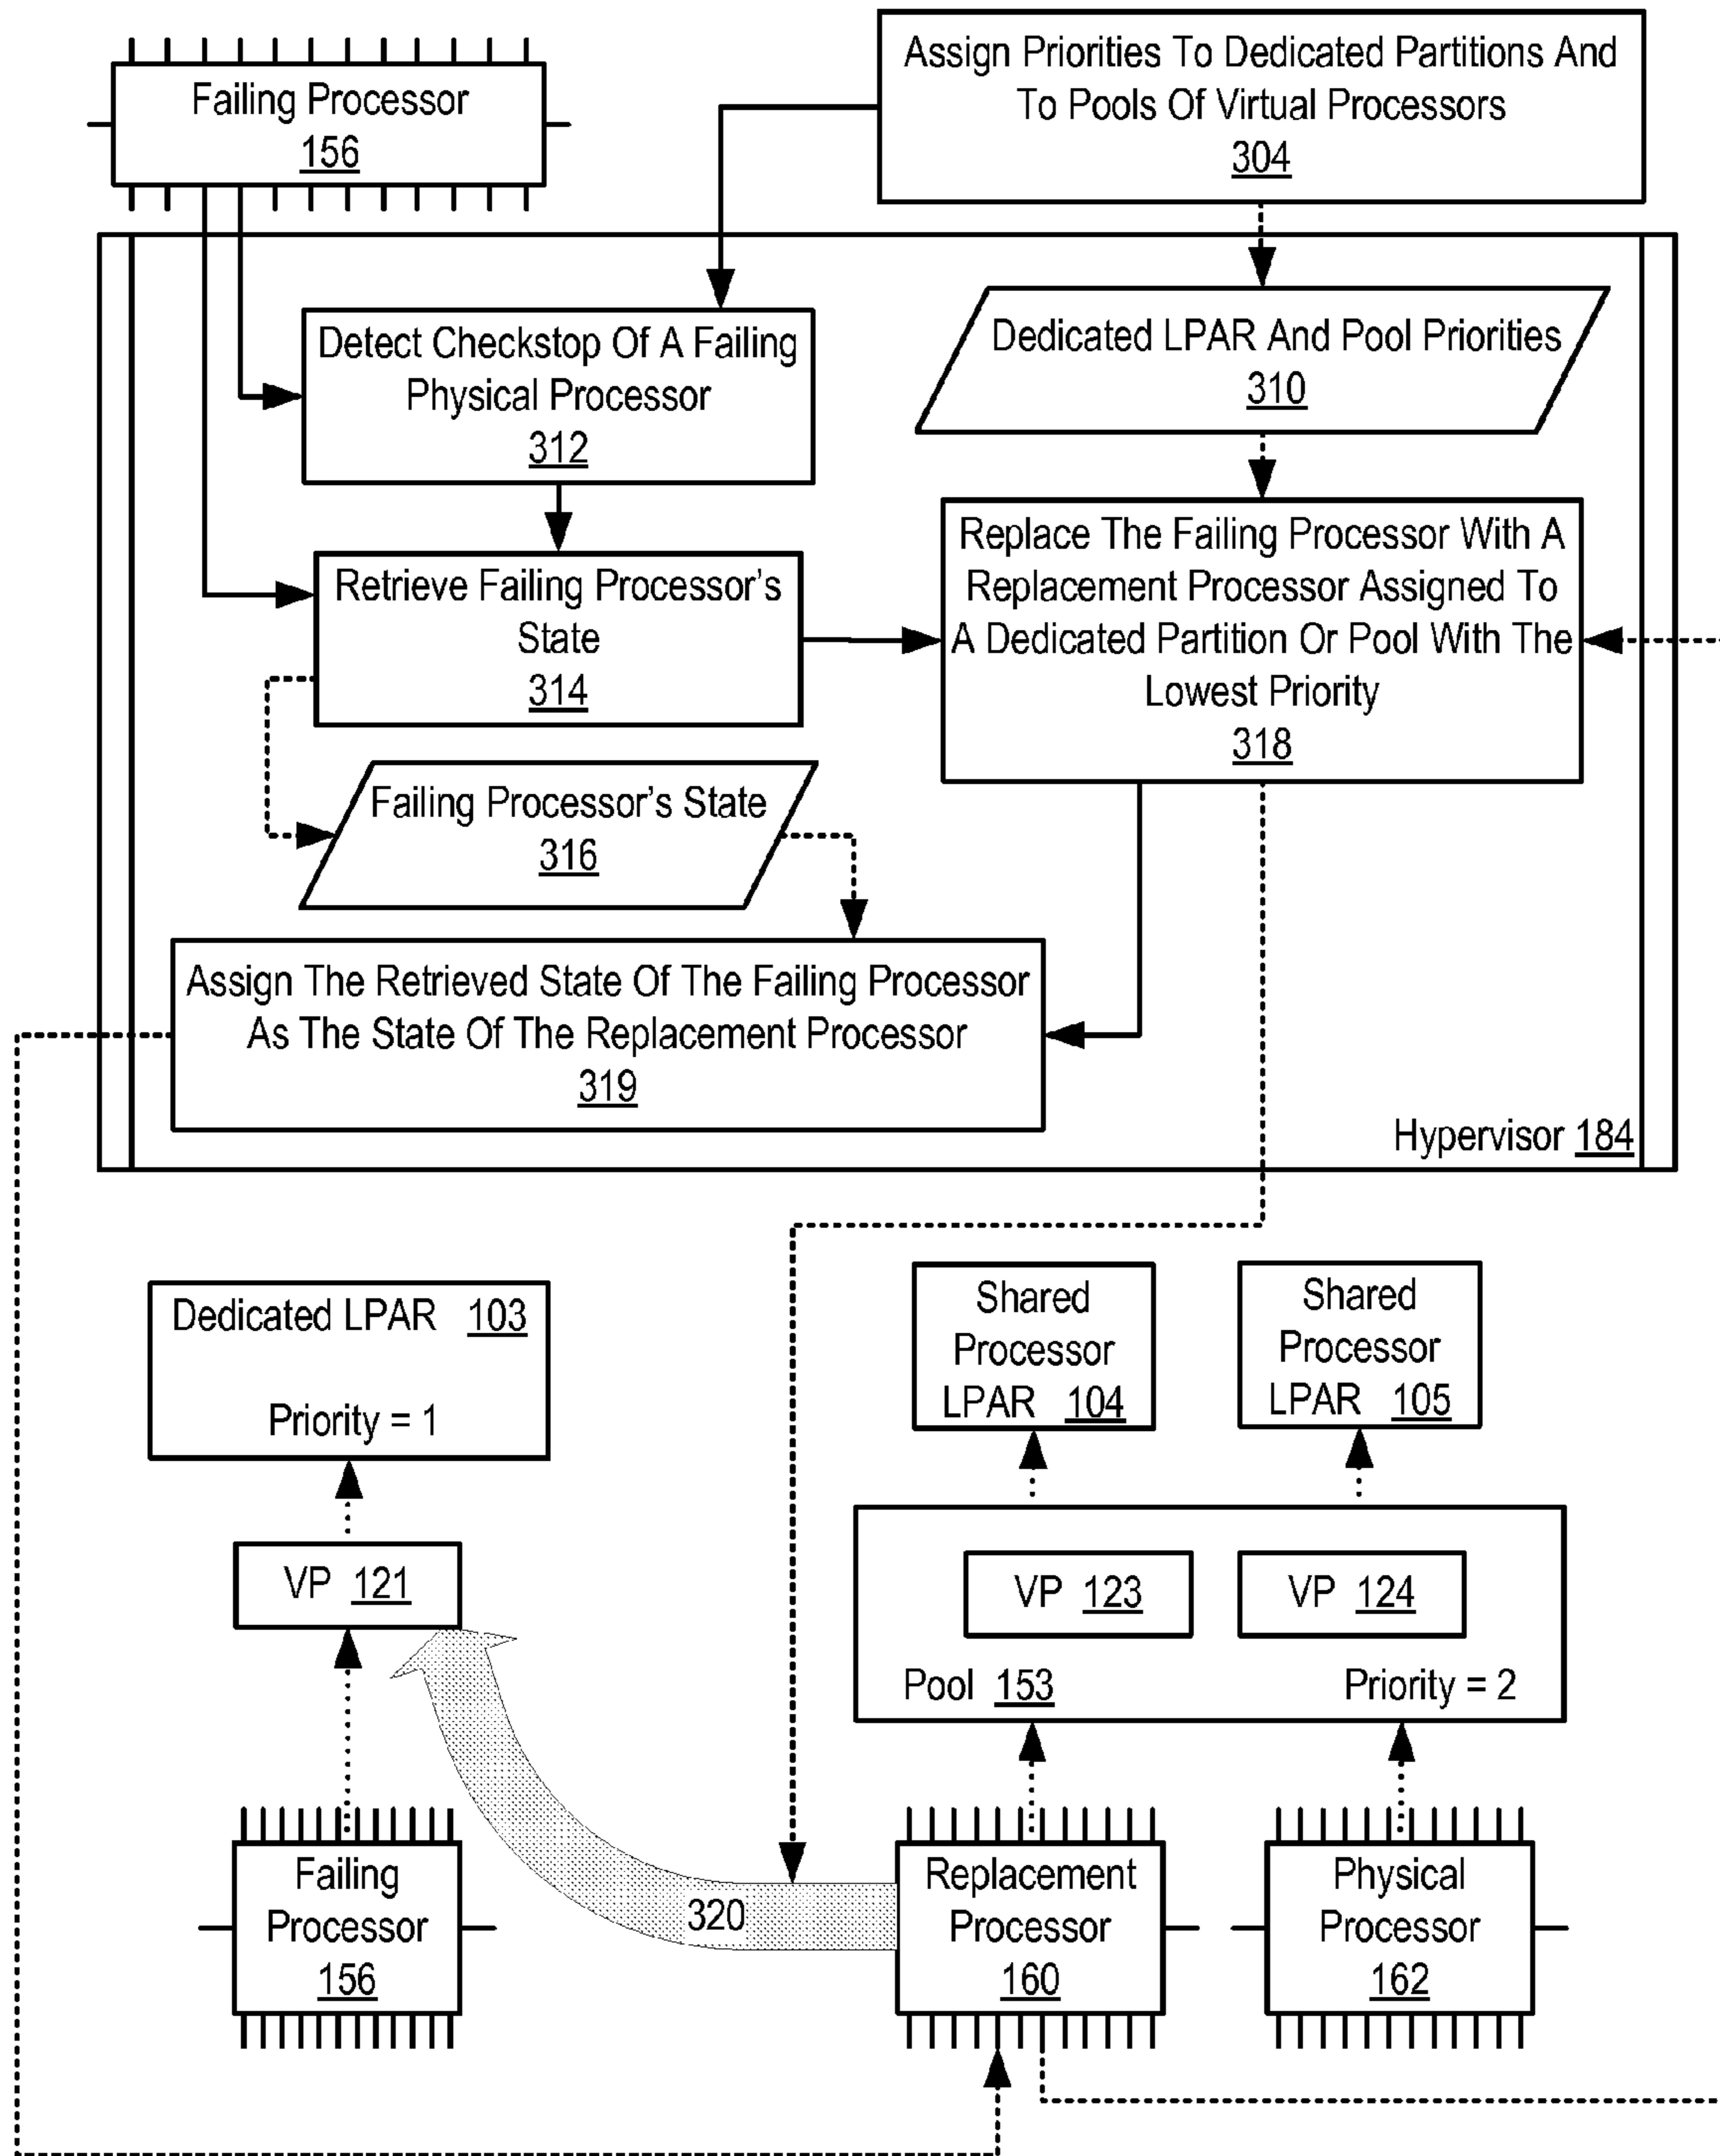 Failing Processor
156
Assign Priorities To Dedicated Partitions And
To Pools Of Virtual Processors
304
Detect Checkstop Of A Failing
Physical Processor
312
Dedicated LPAR And Pool Priorities
310
Retrieve Failing Processor's
State
314
Replace The Failing Processor With A
Replacement Processor Assigned To
A Dedicated Partition Or Pool With The
Lowest Priority
318
Failing Processor's State
316
Assign The Retrieved State Of The Failing Processor
As The State Of The Replacement Processor
319
Hypervisor 184
Dedicated LPAR 103
Priority = 1
Shared
Processor
LPAR 104
Shared
Processor
LPAR 105
VP 121
VP 123
VP 124
Pool 153
Priority = 2
Failing
Processor
156
320
Replacement
Processor
160
Physical
Processor
162